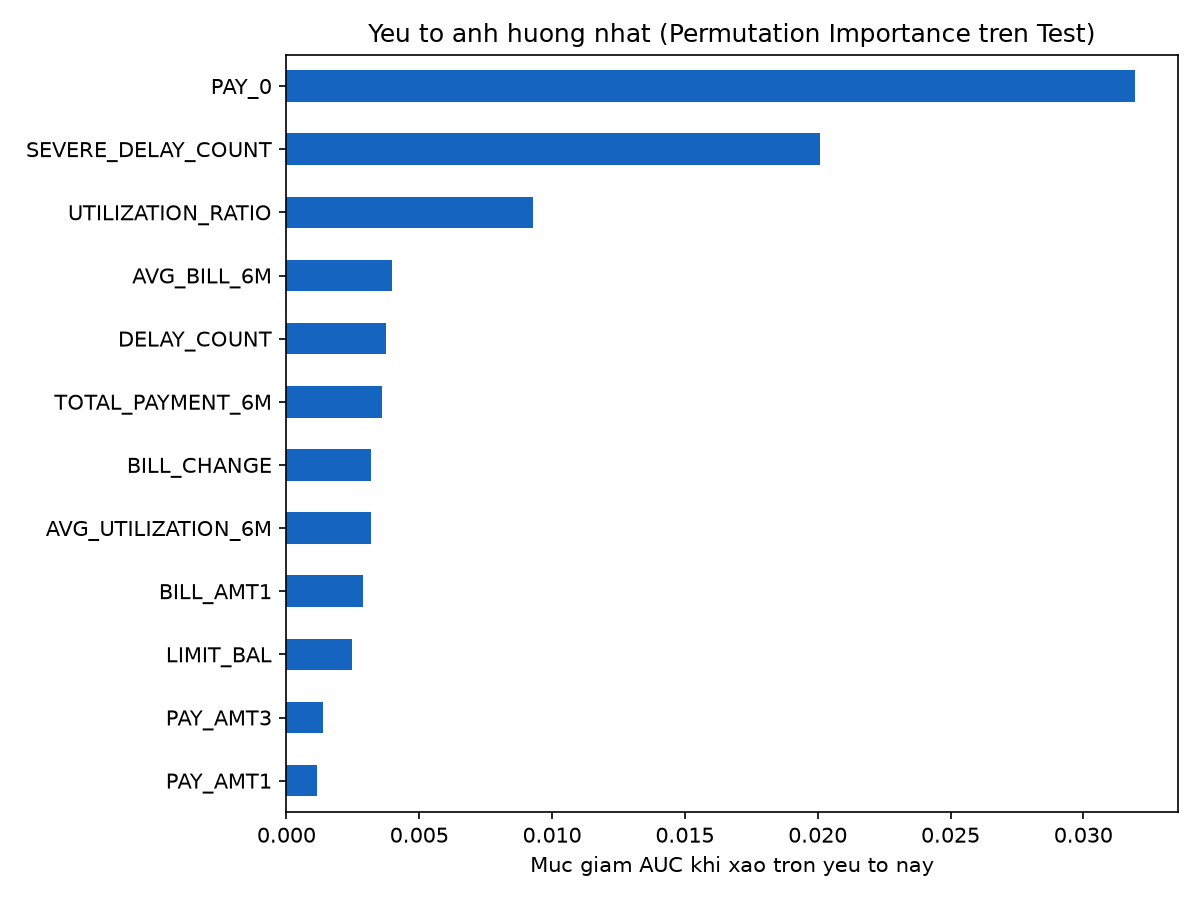 Yeu to anh huong nhat (Permutation Importance tren Test)
PAY_0
SEVERE_DELAY_COUNT
UTILIZATION_RATIO
AVG_BILL_6M
DELAY_COUNT
TOTAL_PAYMENT_6M
BILL_CHANGE
AVG_UTILIZATION_6M
BILL_AMT1
LIMIT_BAL
PAY_AMT3
PAY_AMT1
0.000 0.005 0.010 0.015 0.020 0.025 0.030
Muc giam AUC khi xao tron yeu to nay